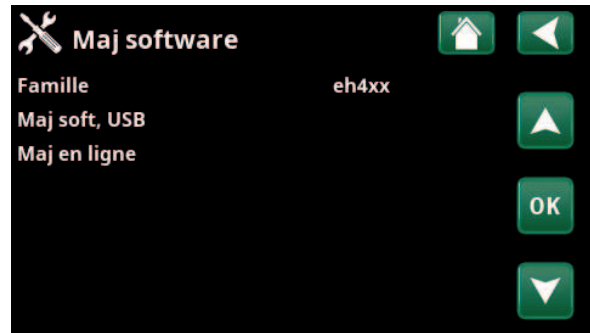 Maj software
Famille eh4xx
Maj soft, USB
Maj en ligne
OK